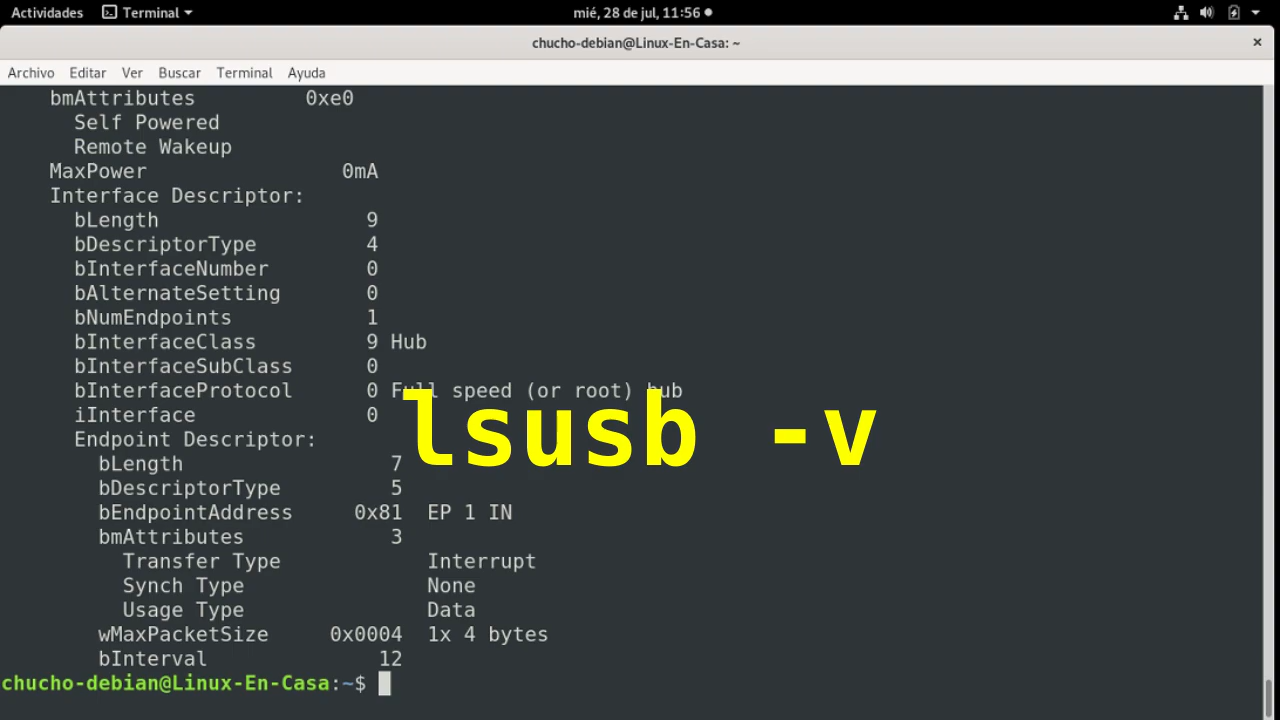 Actividades Terminal mié, 28 de jul, 11:56
chucho-debian@Linux-En-Casa: ~
Archivo Editar Ver Buscar Terminal Ayuda
bmAttributes 0xe0
Self Powered
Remote Wakeup
MaxPower 0mA
Interface Descriptor:
bLength 9
bDescriptorType 4
bInterfaceNumber 0
bAlternateSetting 0
bNumEndpoints 1
bInterfaceClass 9 Hub
bInterfaceSubClass 0
bInterfaceProtocol 0 Full speed (or root) hub
iInterface 0
lsusb -v
Endpoint Descriptor:
bLength 7
bDescriptorType 5
bEndpointAddress 0x81 EP 1 IN
bmAttributes 3
Transfer Type Interrupt
Synch Type None
Usage Type Data
wMaxPacketSize 0x0004 1x 4 bytes
bInterval 12
chucho-debian@Linux-En-Casa:~$